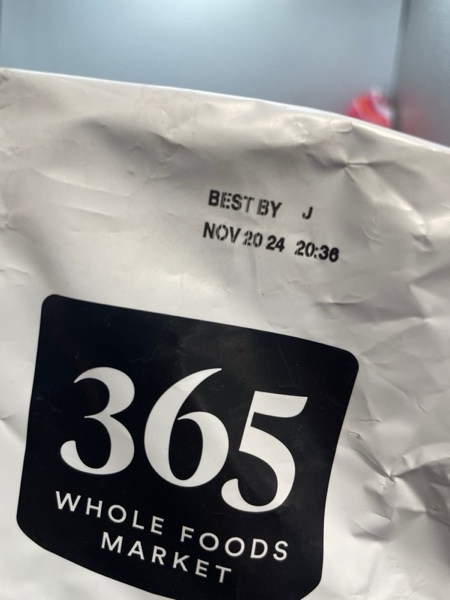 BEST BY J
NOV 20 24 20:36
365
WHOLE FOODS
MARKET